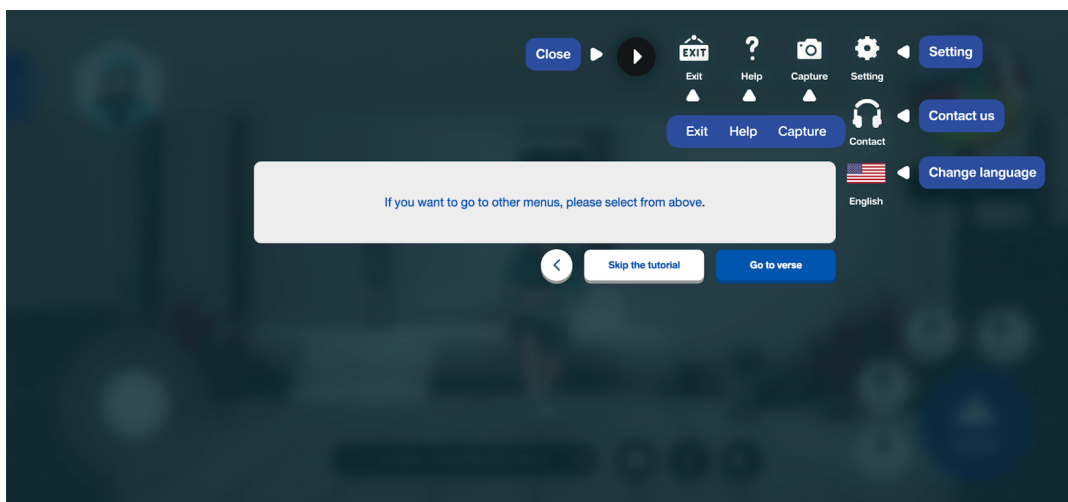 Close
EXIT
Exit
Help
Capture
Setting
Setting
Exit Help Capture
Contact
Contact us
English
Change language
If you want to go to other menus, please select from above.
Skip the tutorial
Go to verse